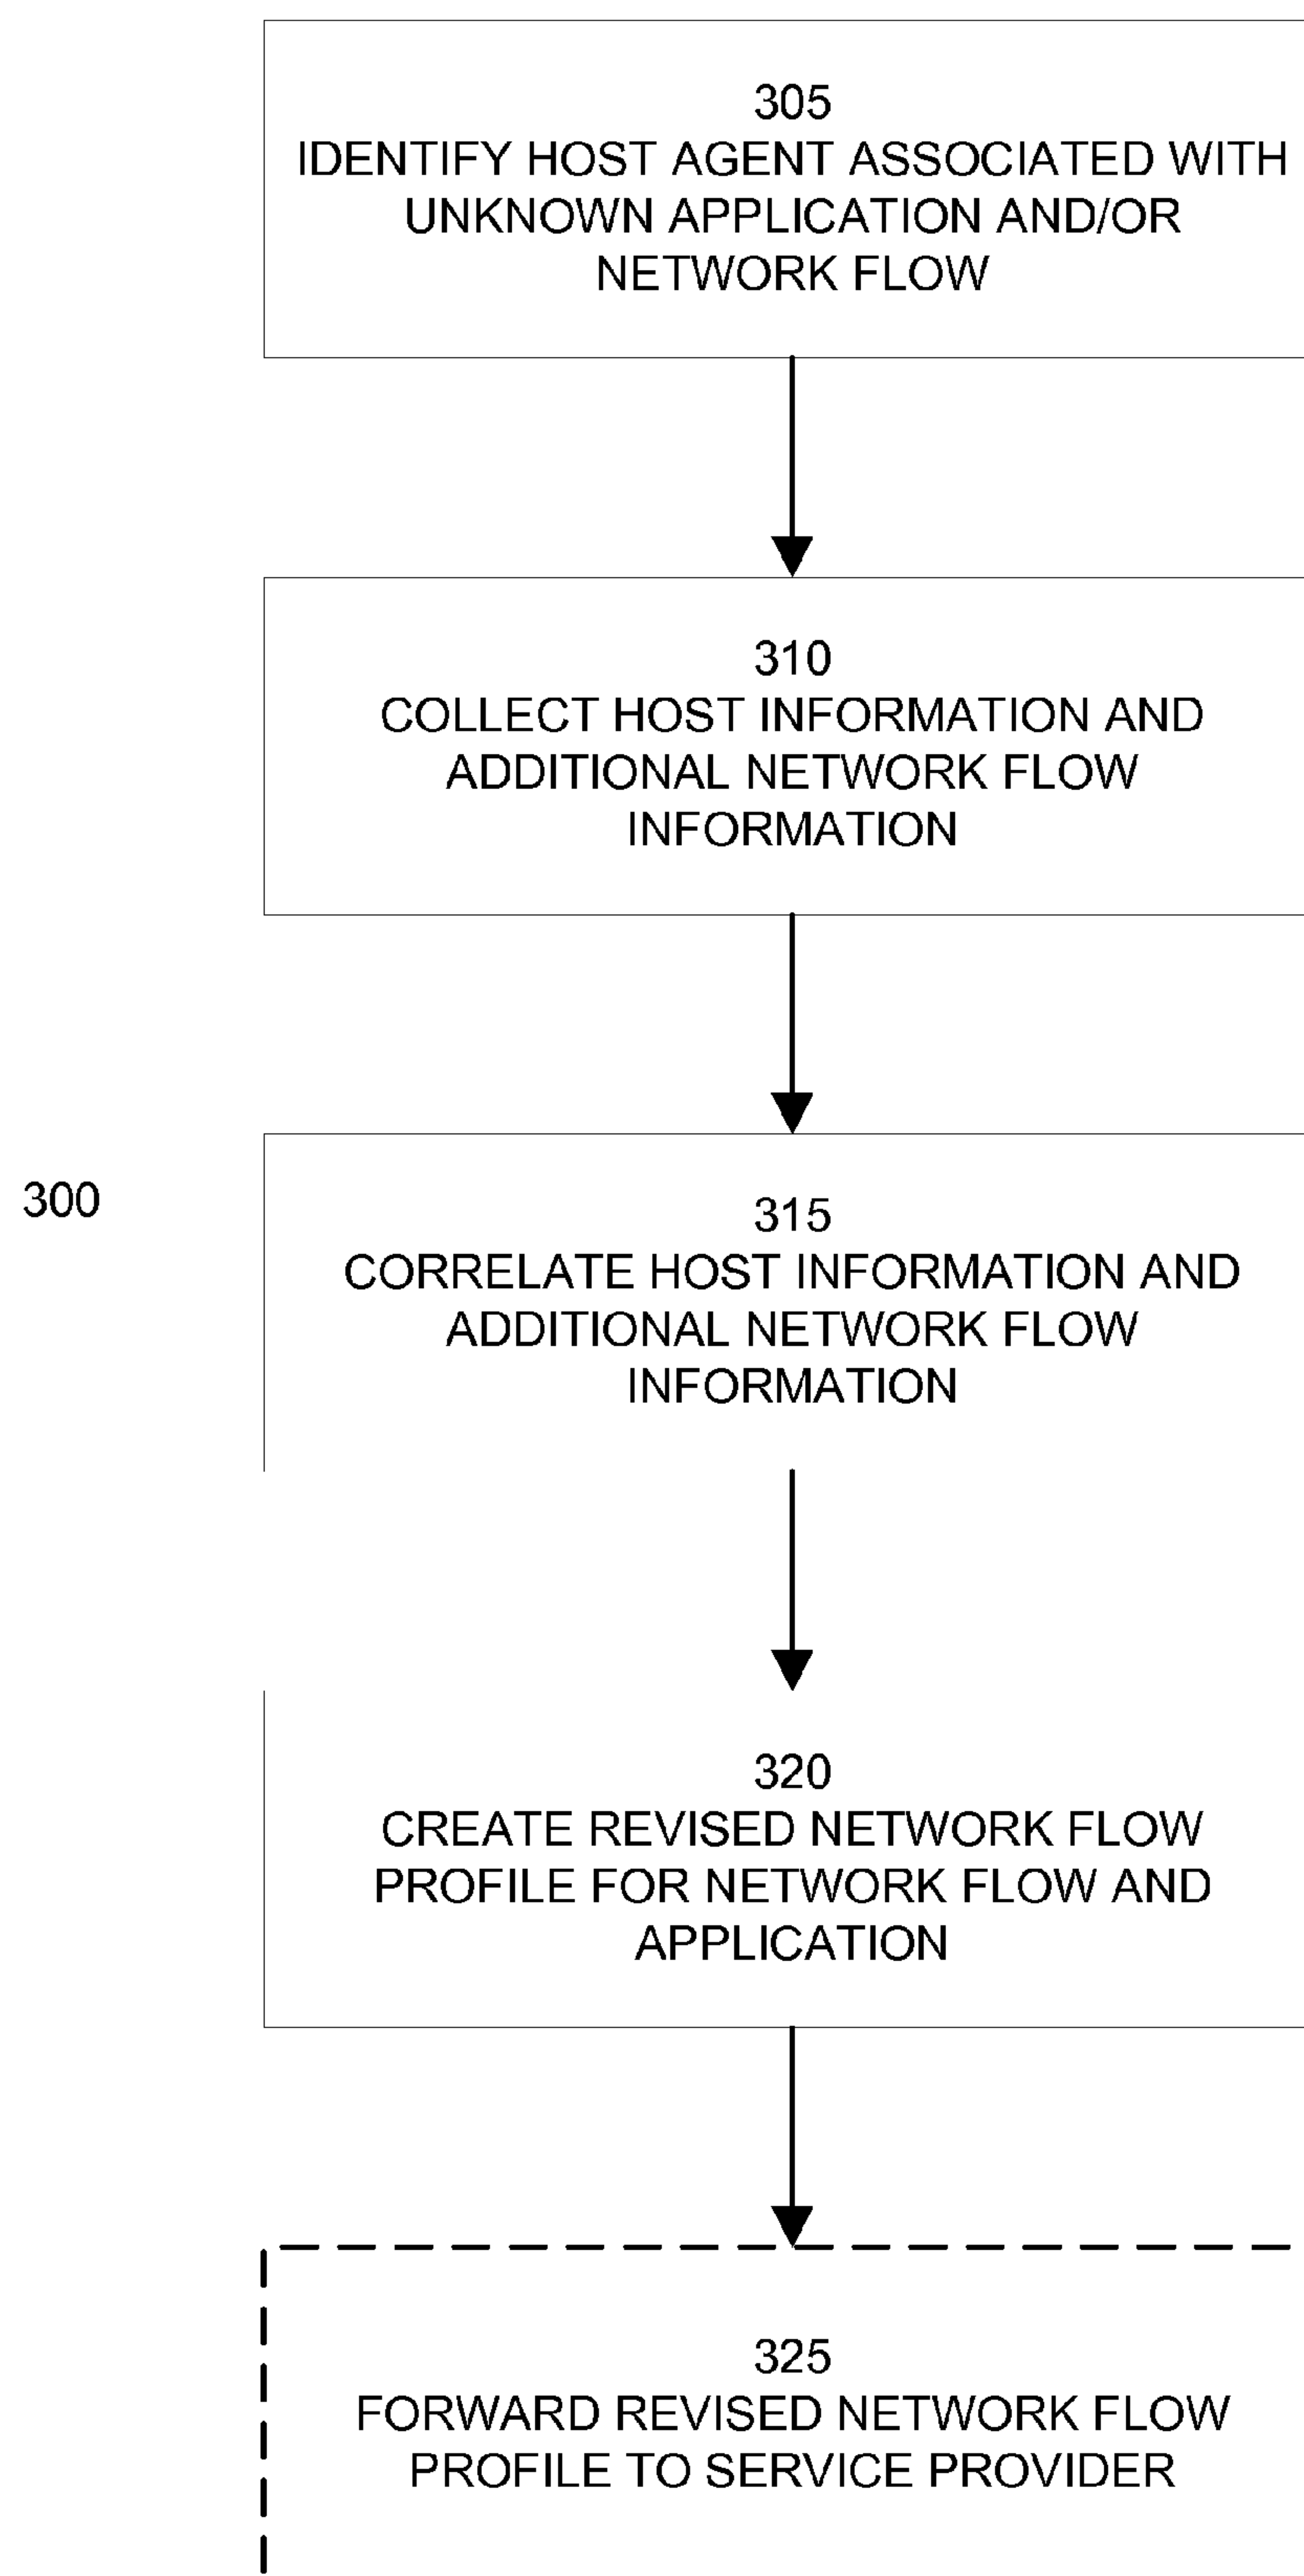 305
IDENTIFY HOST AGENT ASSOCIATED WITH
UNKNOWN APPLICATION AND/OR
NETWORK FLOW
310
COLLECT HOST INFORMATION AND
ADDITIONAL NETWORK FLOW
INFORMATION
300
315
CORRELATE HOST INFORMATION AND
ADDITIONAL NETWORK FLOW
INFORMATION
320
CREATE REVISED NETWORK FLOW
PROFILE FOR NETWORK FLOW AND
APPLICATION
325
FORWARD REVISED NETWORK FLOW
PROFILE TO SERVICE PROVIDER